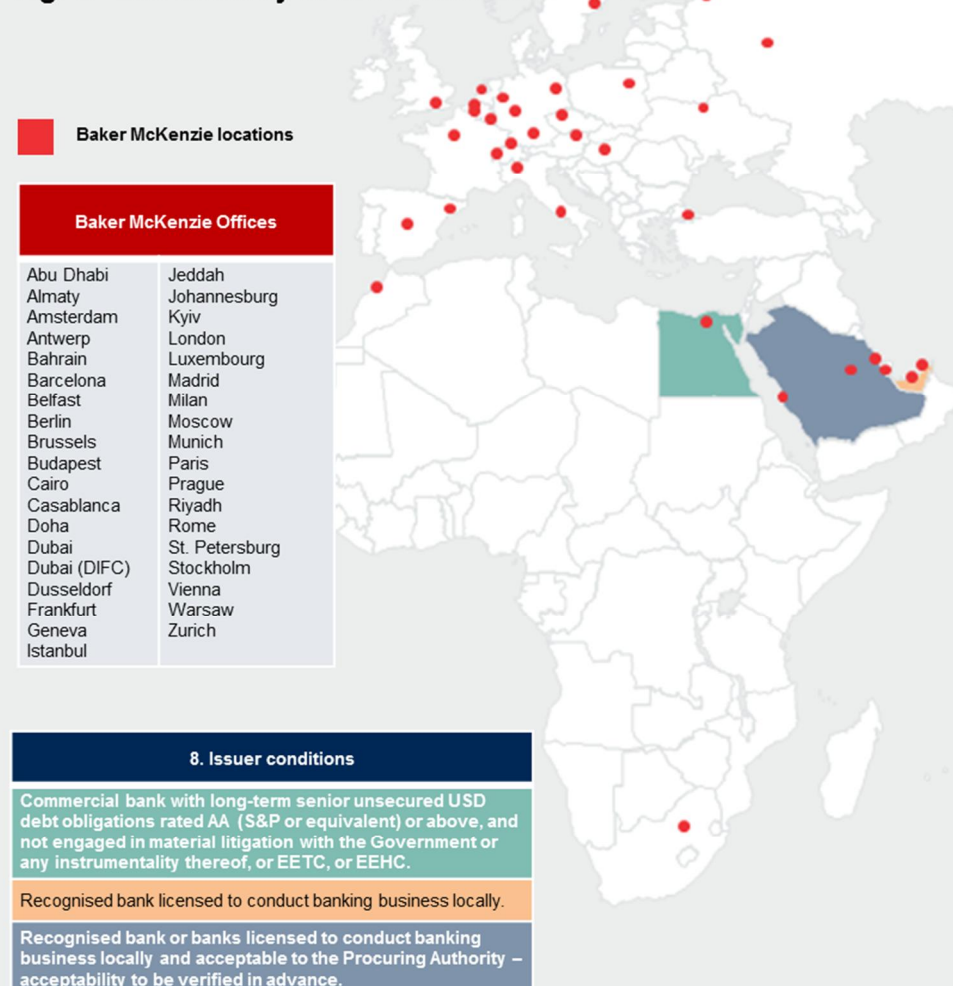 Baker McKenzie locations
Baker McKenzie Offices
Abu Dhabi
Almaty
Amsterdam
Antwerp
Bahrain
Barcelona
Belfast
Berlin
Brussels
Budapest
Cairo
Casablanca
Doha
Dubai
Dubai (DIFC)
Dusseldorf
Frankfurt
Geneva
Istanbul
Jeddah
Johannesburg
Kyiv
London
Luxembourg
Madrid
Milan
Moscow
Munich
Paris
Prague
Riyadh
Rome
St. Petersburg
Stockholm
Vienna
Warsaw
Zurich
8. Issuer conditions
Commercial bank with long-term senior unsecured USD
debt obligations rated AA (S&P or equivalent) or above, and
not engaged in material litigation with the Government or
any instrumentality thereof, or EETC, or EEHC.
Recognised bank licensed to conduct banking business locally.
Recognised bank or banks licensed to conduct banking
business locally and acceptable to the Procuring Authority –
acceptability to be verified in advance.